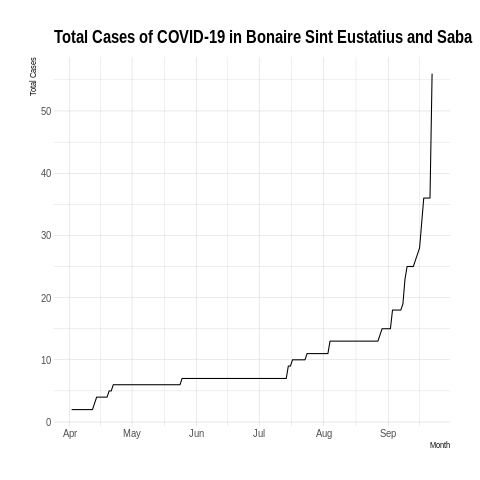 Total Cases of COVID-19 in Bonaire Sint Eustatius and Saba
Total Cases
50
40
30
20
10
0
Apr May Jun Jul Aug Sep
Month